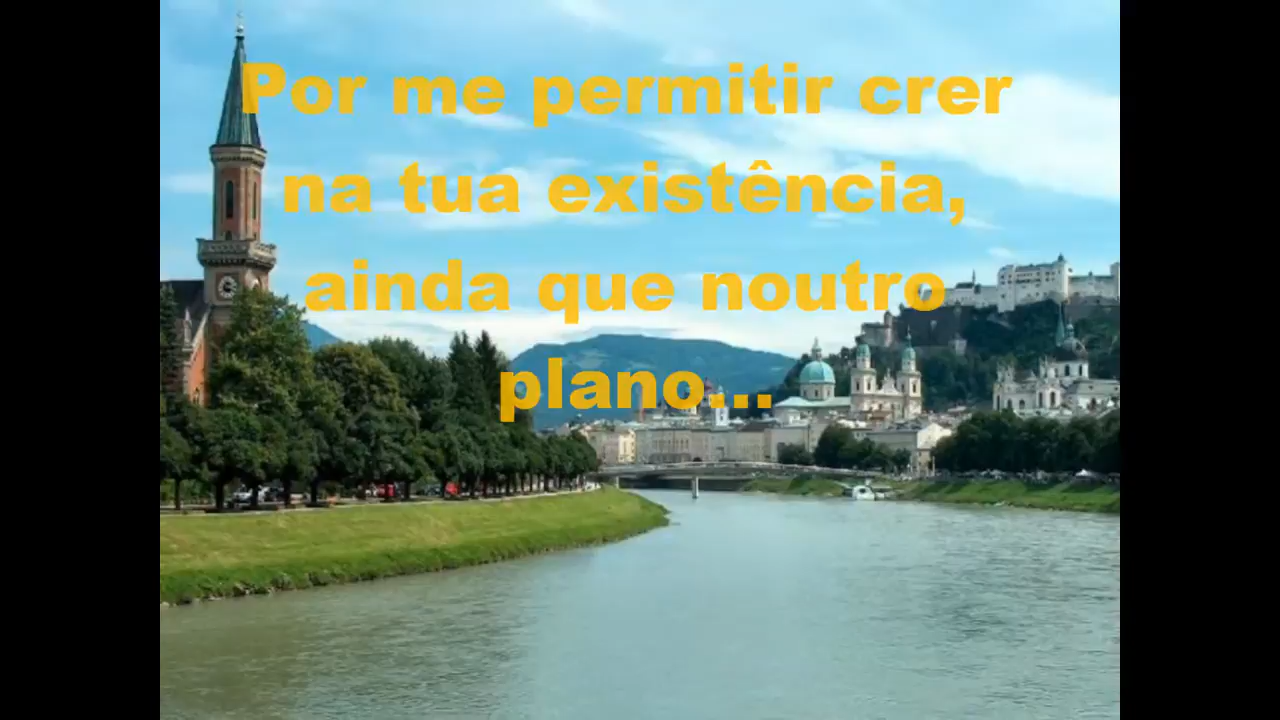 Por me permitir crer
na tua existência,
ainda que noutro
plano...